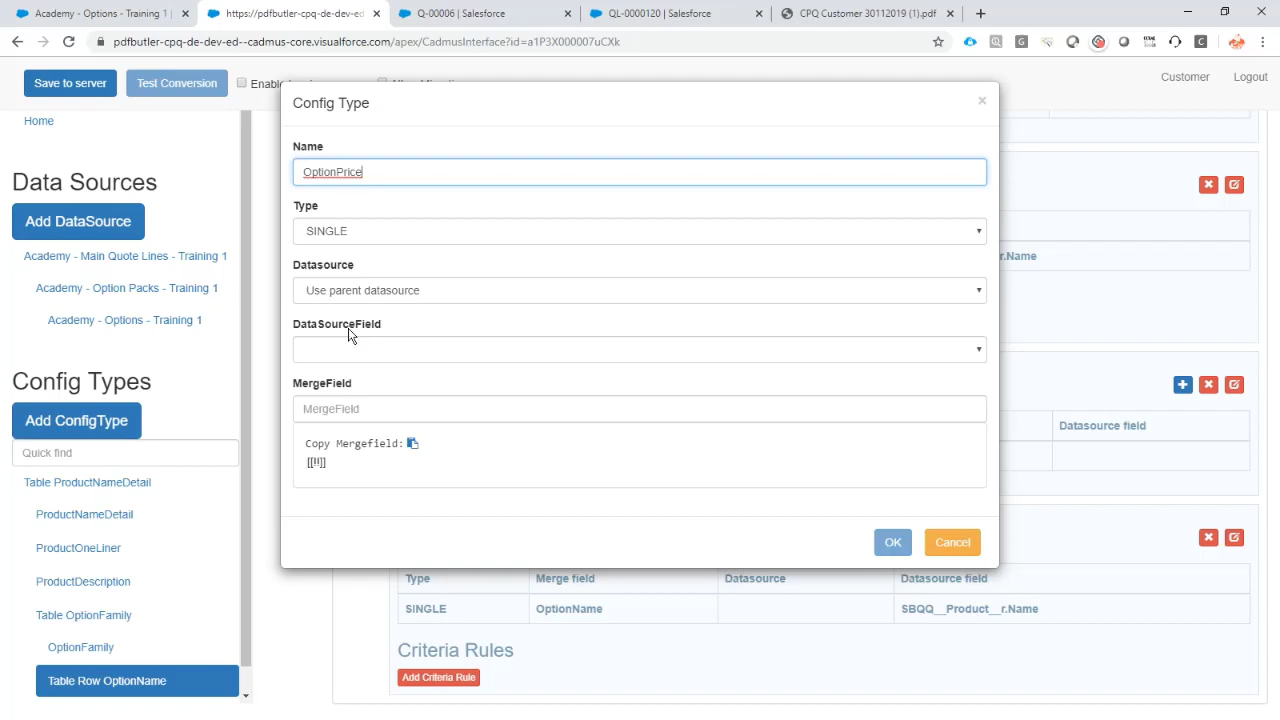 Academy - Options - Training 1
https://pdfbutler-cpq-de-dev-ed
Q-00006 | Salesforce
QL-0000120 | Salesforce
CPQ Customer 30112019 (1).pdf
pdfbutler-cpq-de-dev-ed--cadmus-core.visualforce.com/apex/CadmusInterface?id=a1P3X000007uCXk
Save to server
Test Conversion
Customer
Logout
Home
Data Sources
Add DataSource
Academy - Main Quote Lines - Training 1
Academy - Option Packs - Training 1
Academy - Options - Training 1
Config Types
Add ConfigType
Quick find
Table ProductNameDetail
ProductNameDetail
ProductOneLiner
ProductDescription
Table OptionFamily
OptionFamily
Table Row OptionName
Config Type
×
Name
OptionPrice
Type
SINGLE
Datasource
Use parent datasource
DataSourceField
MergeField
MergeField
Copy Mergefield:
[[!!]]
OK
Cancel
r.Name
Datasource field
Type
Merge field
Datasource
Datasource field
SINGLE
OptionName
SBQQ__Product__r.Name
Criteria Rules
Add Criteria Rule